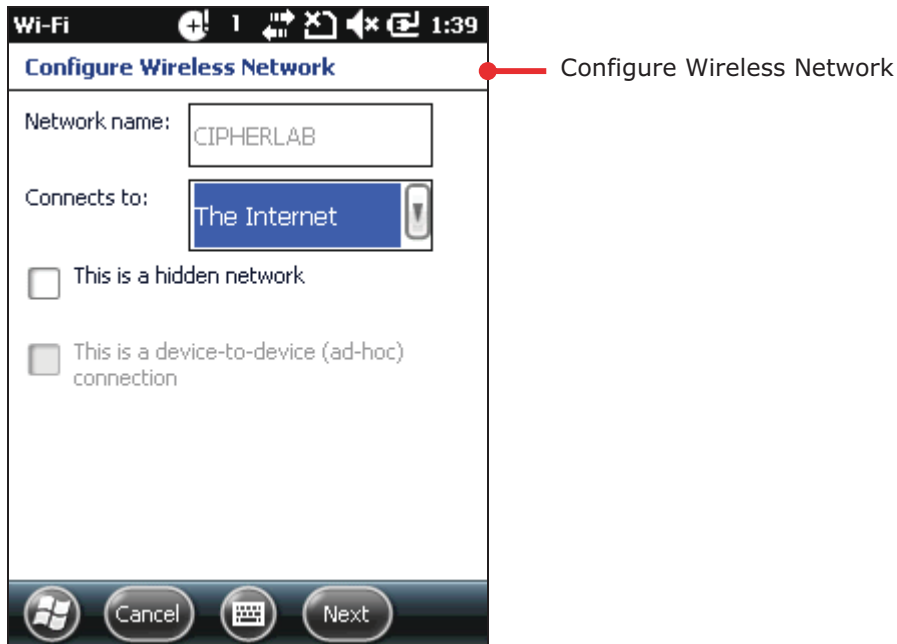 Wi-Fi 1 1:39
Configure Wireless Network
Configure Wireless Network
Network name:
CIPHERLAB
Connects to:
The Internet
This is a hidden network
This is a device-to-device (ad-hoc)
connection
Cancel Next